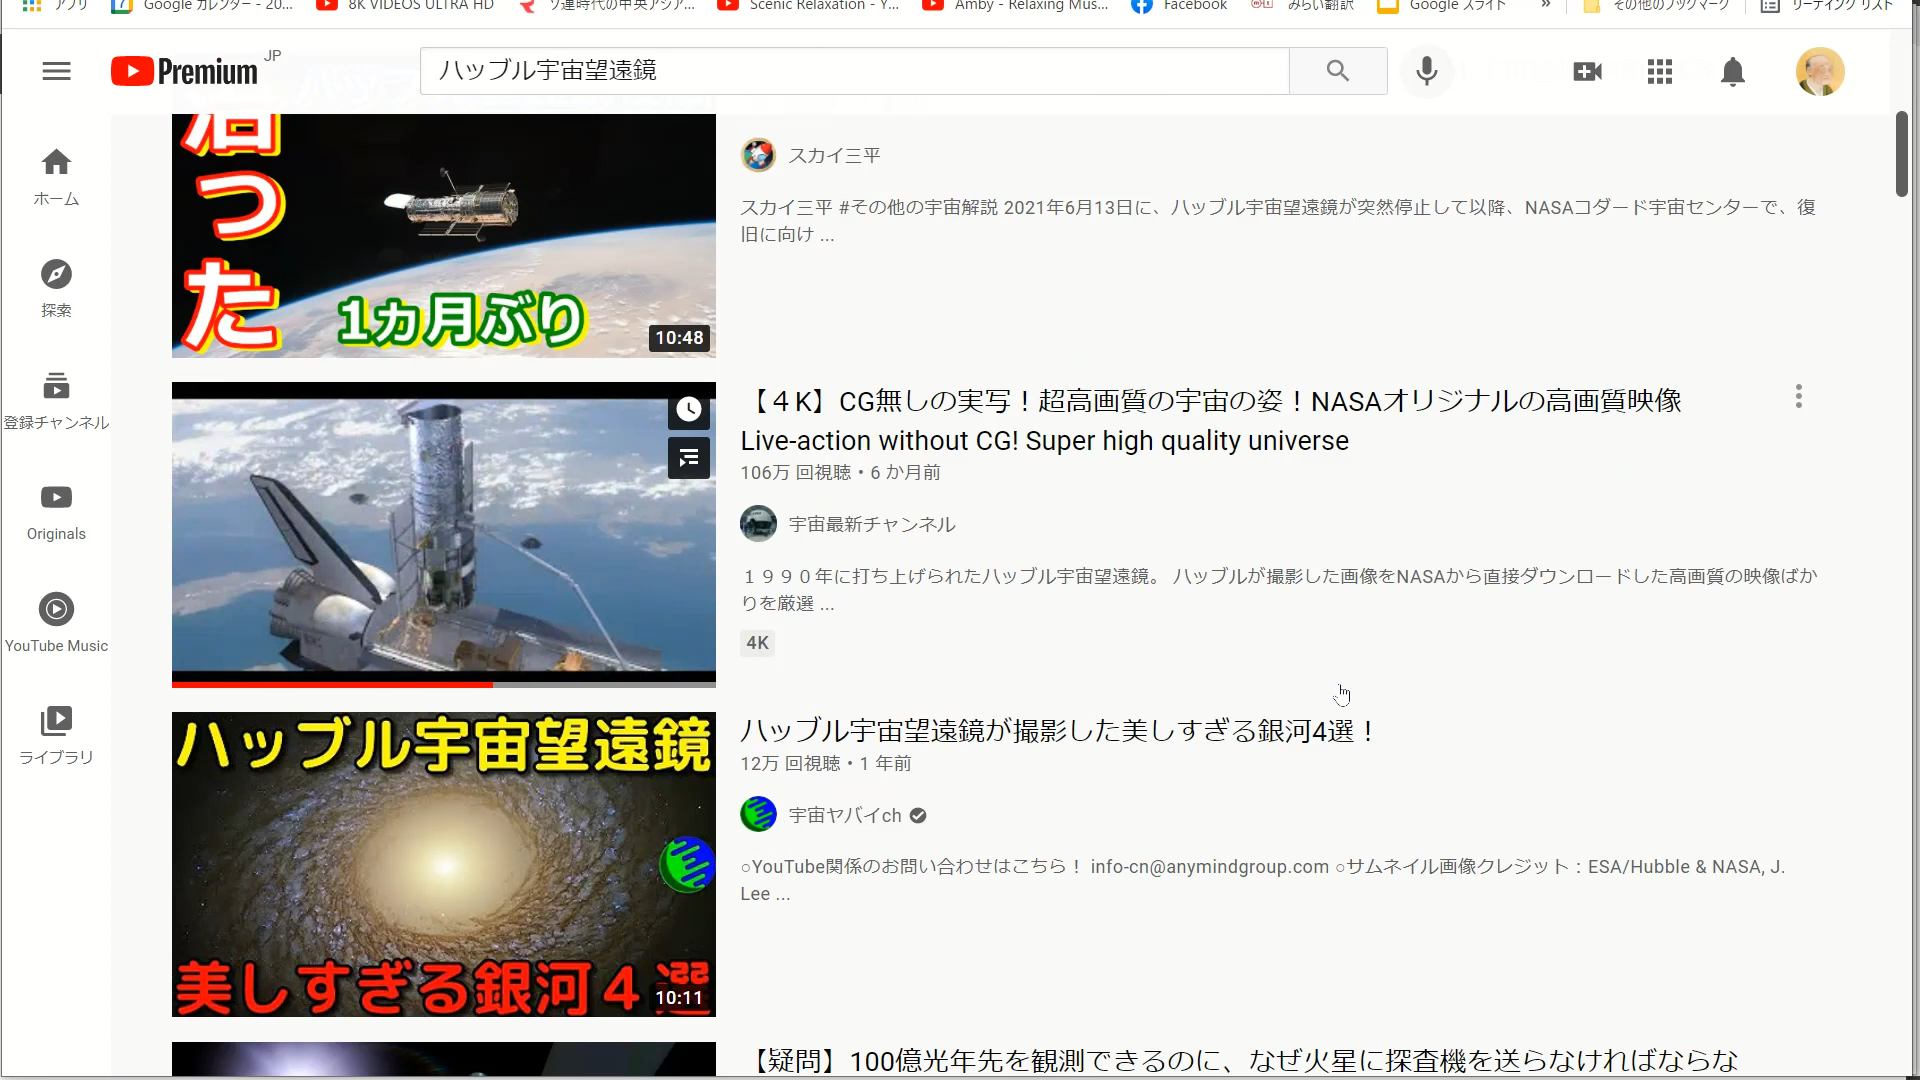 アプリ
Google カレンダー - 20...
8K VIDEOS ULTRA HD
ソ連時代の中央アジア...
Scenic Relaxation - Y...
Amby - Relaxing Mus...
Facebook
みらい翻訳
Google スライド
»
その他のブックマーク
リーディング リスト
Premium JP
ハッブル宇宙望遠鏡
ホーム
探索
登録チャンネル
Originals
YouTube Music
ライブラリ
った
1ヵ月ぶり
10:48
スカイ三平
スカイ三平 #その他の宇宙解説 2021年6月13日に、ハッブル宇宙望遠鏡が突然停止して以降、NASAコダード宇宙センターで、復
旧に向け ...
【４K】CG無しの実写！超高画質の宇宙の姿！NASAオリジナルの高画質映像
Live-action without CG! Super high quality universe
106万 回視聴・6 か月前
宇宙最新チャンネル
１９９０年に打ち上げられたハッブル宇宙望遠鏡。 ハッブルが撮影した画像をNASAから直接ダウンロードした高画質の映像ばか
りを厳選 ...
4K
ハッブル宇宙望遠鏡
美しすぎる銀河４選
10:11
ハッブル宇宙望遠鏡が撮影した美しすぎる銀河4選！
12万 回視聴・1 年前
宇宙ヤバイch
○YouTube関係のお問い合わせはこちら！ info-cn@anymindgroup.com ○サムネイル画像クレジット：ESA/Hubble & NASA, J.
Lee ...
【疑問】100億光年先を観測できるのに、なぜ火星に探査機を送らなければならな